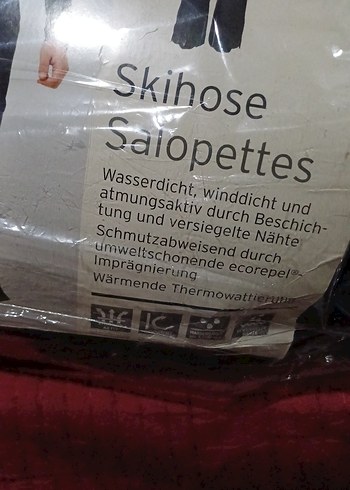 Skihose
Salopettes
Wasserdicht, winddicht und
atmungsaktiv durch Beschich-
tung und versiegelte Nähte
Schmutzabweisend durch
umweltschonende ecorepel®-
Imprägnierung
Wärmende Thermowattierung